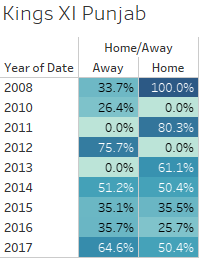 Kings XI Punjab
Home/Away
Year of Date Away Home
2008 33.7% 100.0%
2010 26.4% 0.0%
2011 0.0% 80.3%
2012 75.7% 0.0%
2013 0.0% 61.1%
2014 51.2% 50.4%
2015 35.1% 35.5%
2016 35.7% 25.7%
2017 64.6% 50.4%